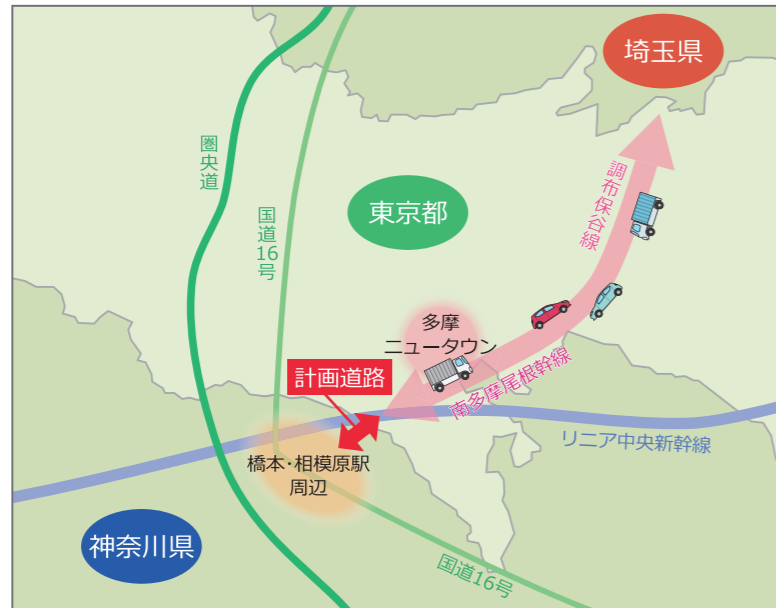 埼玉県
圏央道
国道16号
東京都
調布保谷線
多摩
ニュータウン
計画道路
南多摩尾根幹線
リニア中央新幹線
橋本・相模原駅
周辺
神奈川県
国道16号